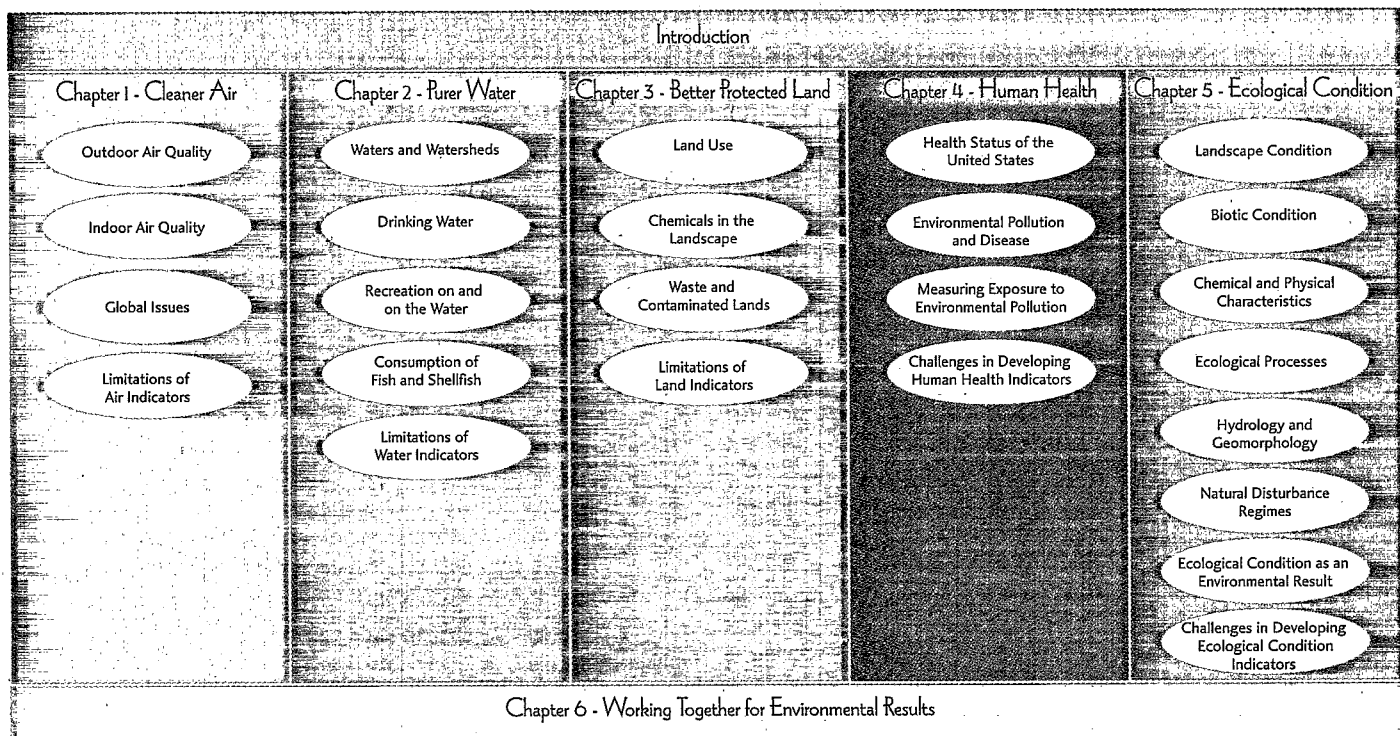 Introduction
Chapter 1 - Cleaner Air
Outdoor Air Quality
Indoor Air Quality
Global Issues
Limitations of
Air Indicators
Chapter 2 - Purer Water
Waters and Watersheds
Drinking Water
Recreation on and
on the Water
Consumption of
Fish and Shellfish
Limitations of
Water Indicators
Chapter 3 - Better Protected Land
Land Use
Chemicals in the
Landscape
Waste and
Contaminated Lands
Limitations of
Land Indicators
Chapter 4 - Human Health
Health Status of the
United States
Environmental Pollution
and Disease
Measuring Exposure to
Environmental Pollution
Challenges in Developing
Human Health Indicators
Chapter 5 - Ecological Condition
Landscape Condition
Biotic Condition
Chemical and Physical
Characteristics
Ecological Processes
Hydrology and
Geomorphology
Natural Disturbance
Regimes
Ecological Condition as an
Environmental Result
Challenges in Developing
Ecological Condition
Indicators
Chapter 6 - Working Together for Environmental Results